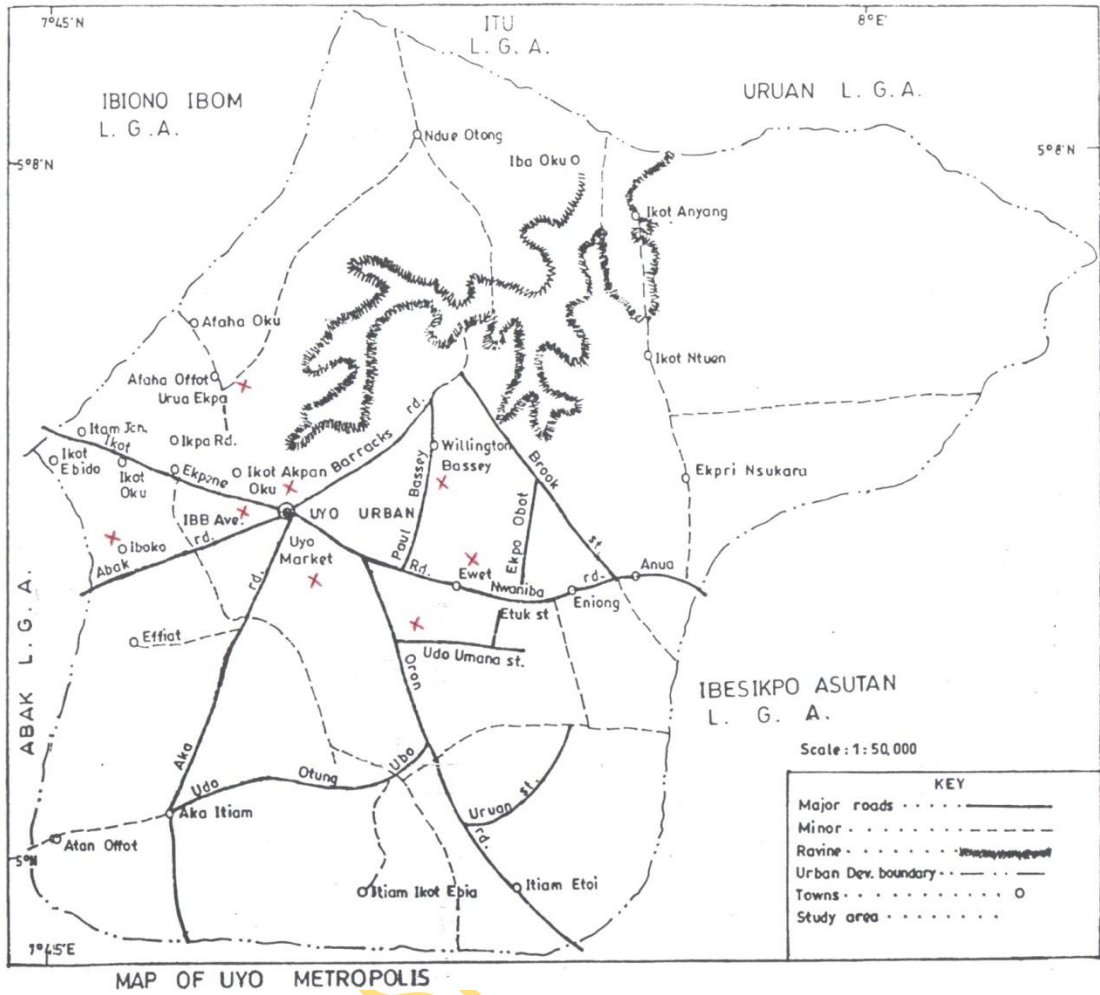 7°45'N
ITU
L. G. A.
8°E'
IBIONO IBOM
L. G. A.
URUAN L. G. A.
5°8'N
5°8'N
Ndue Otong
Iba Oku
Ikot Anyang
Afaha Oku
Ikot Ntuen
Afaha Offot
Urua Ekpa
Itam Jcn.
Ikpa Rd.
Ikot
Ekpene
rd.
Barracks
Willington
Bassey
Ikot
Ebido
Ikot
Oku
Ikot Akpan
Oku
Paul
Bassey
Brook
st.
Ekpri Nsukara
IBB Ave.
UYO URBAN
Ekpo Obot
Iboko
Abak
rd.
Uyo
Market
Rd.
Ewet
Nwaniba
rd.
Eniong
Anua
Etuk st
Effiat
rd.
Aka
Udo Umana st.
Oron
rd.
ABAK L.G.A.
IBESIKPO ASUTAN
L. G. A.
Scale : 1 : 50,000
Udo
Otung
Ubo
Uruan
st.
Aka Itiam
Atan Offot
5°N
Itiam Ikot Ebia
Itiam Etoi
7°45'E
KEY
Major roads
Minor
Ravine
Urban Dev. boundary
Towns
Study area
MAP OF UYO METROPOLIS